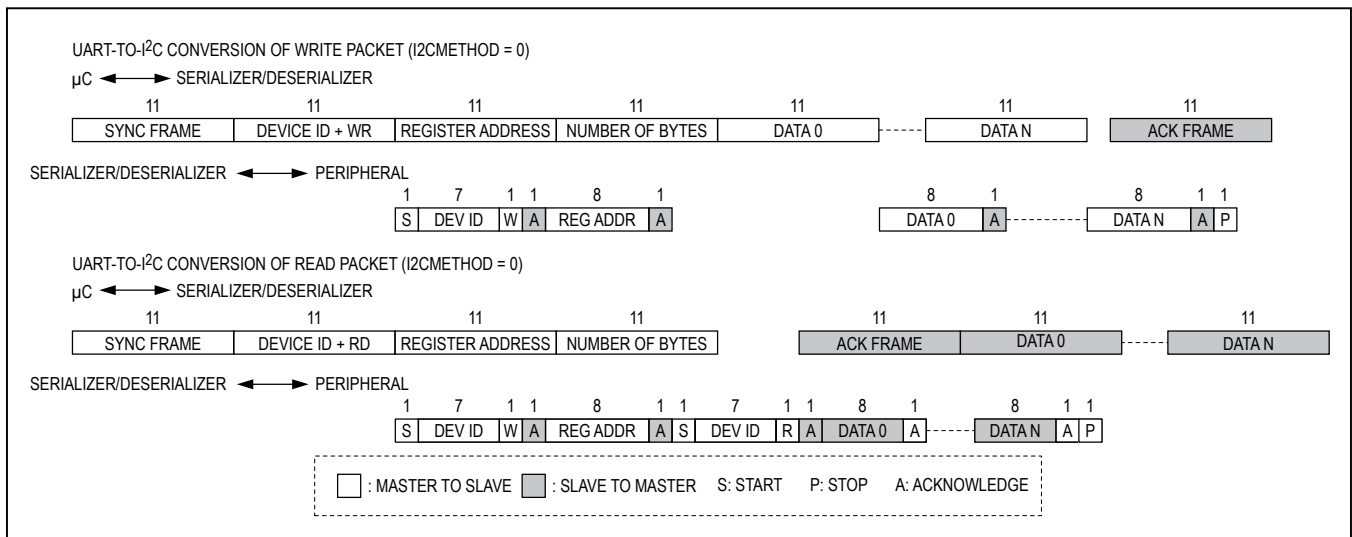 UART-TO-I2C CONVERSION OF WRITE PACKET (I2CMETHOD = 0)
µC SERIALIZER/DESERIALIZER
11 11 11 11 11 11 11
SYNC FRAME DEVICE ID + WR REGISTER ADDRESS NUMBER OF BYTES DATA 0 DATA N ACK FRAME
SERIALIZER/DESERIALIZER PERIPHERAL
1 7 1 1 8 1 8 1 8 1 1
S DEV ID W A REG ADDR A DATA 0 A DATA N A P
UART-TO-I2C CONVERSION OF READ PACKET (I2CMETHOD = 0)
µC SERIALIZER/DESERIALIZER
11 11 11 11 11 11 11
SYNC FRAME DEVICE ID + RD REGISTER ADDRESS NUMBER OF BYTES ACK FRAME DATA 0 DATA N
SERIALIZER/DESERIALIZER PERIPHERAL
1 7 1 1 8 1 1 7 1 1 8 1 8 1 1
S DEV ID W A REG ADDR A S DEV ID R A DATA 0 A DATA N A P
: MASTER TO SLAVE : SLAVE TO MASTER S: START P: STOP A: ACKNOWLEDGE